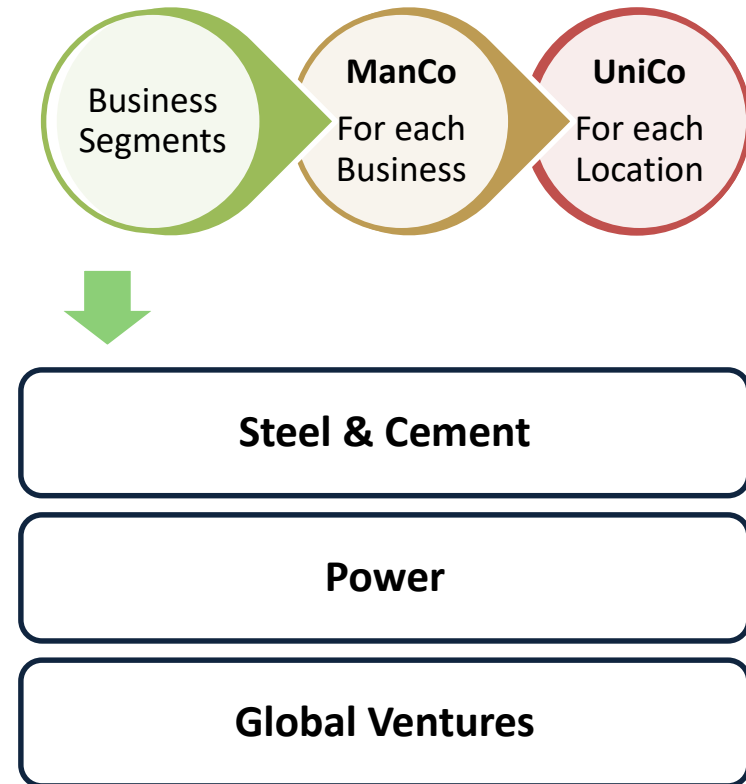 Business
Segments
ManCo
For each
Business
UniCo
For each
Location
Steel & Cement
Power
Global Ventures